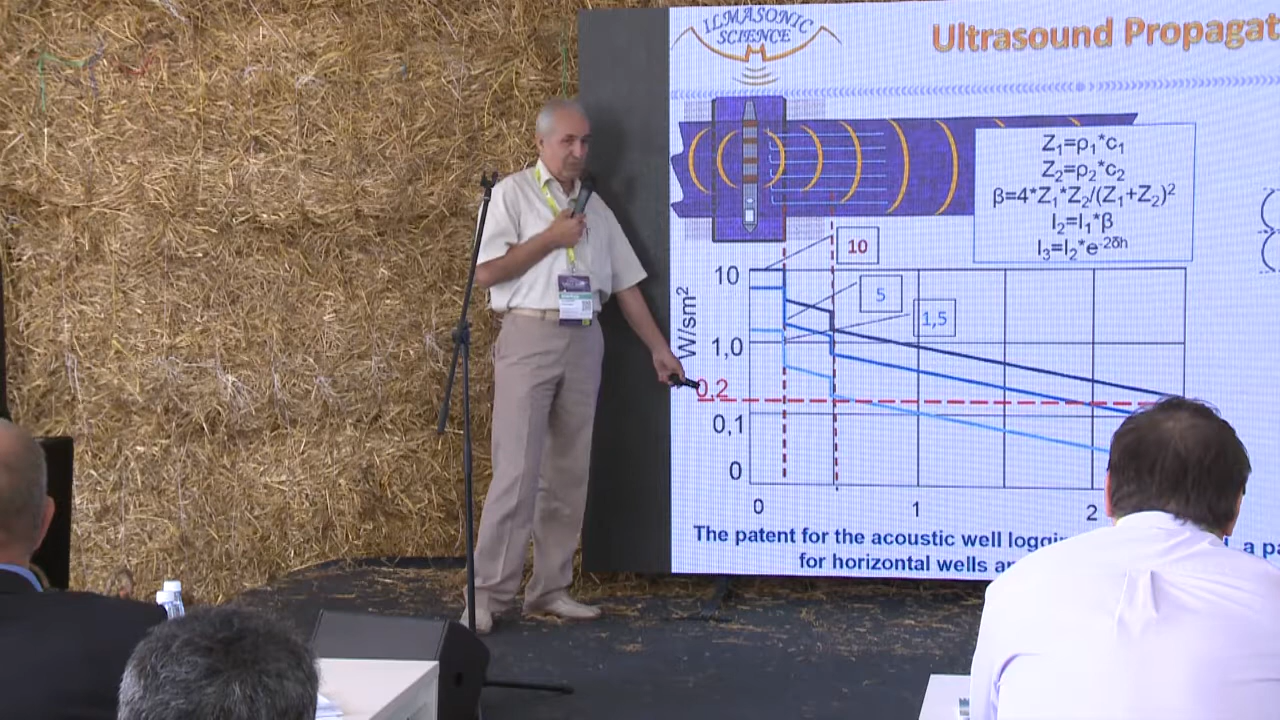 ILMASONIC
SCIENCE
Ultrasound Propagat
Z₁=ρ₁*c₁
Z₂=ρ₂*c₂
β=4*Z₁*Z₂/(Z₁+Z₂)²
I₂=I₁*β
I₃=I₂*e⁻²ᵟʰ
10
5
1,5
W/sm²
10
1,0
0,2
0,1
0
0
1
2
The patent for the acoustic well
a
for horizontal wells